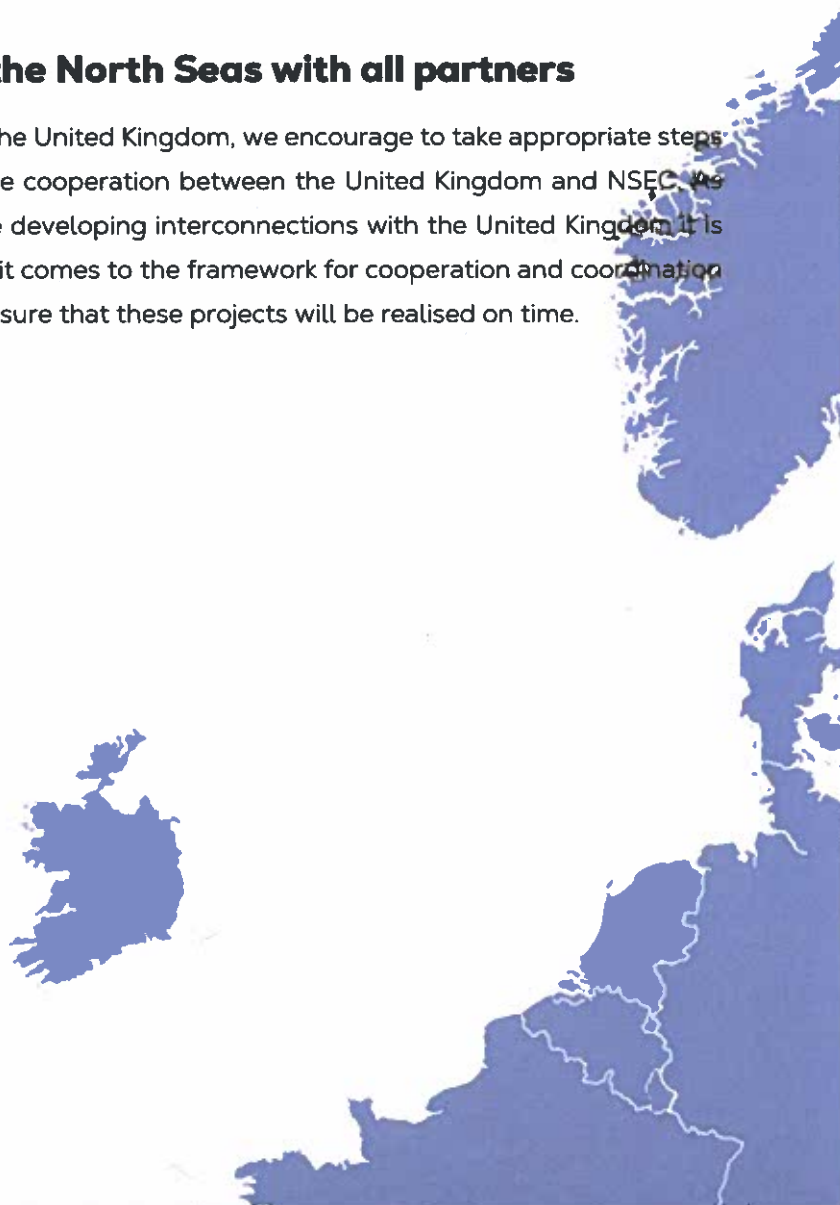 the North Seas with all partners
he United Kingdom, we encourage to take appropriate steps
e cooperation between the United Kingdom and NSEC. As
e developing interconnections with the United Kingdom it is
it comes to the framework for cooperation and coordination
sure that these projects will be realised on time.